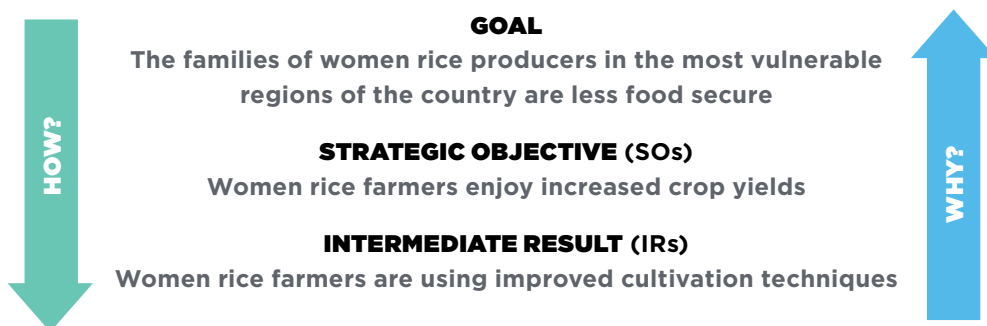 GOAL
The families of women rice producers in the most vulnerable
regions of the country are less food secure
HOW?
STRATEGIC OBJECTIVE (SOs)
Women rice farmers enjoy increased crop yields
WHY?
INTERMEDIATE RESULT (IRs)
Women rice farmers are using improved cultivation techniques